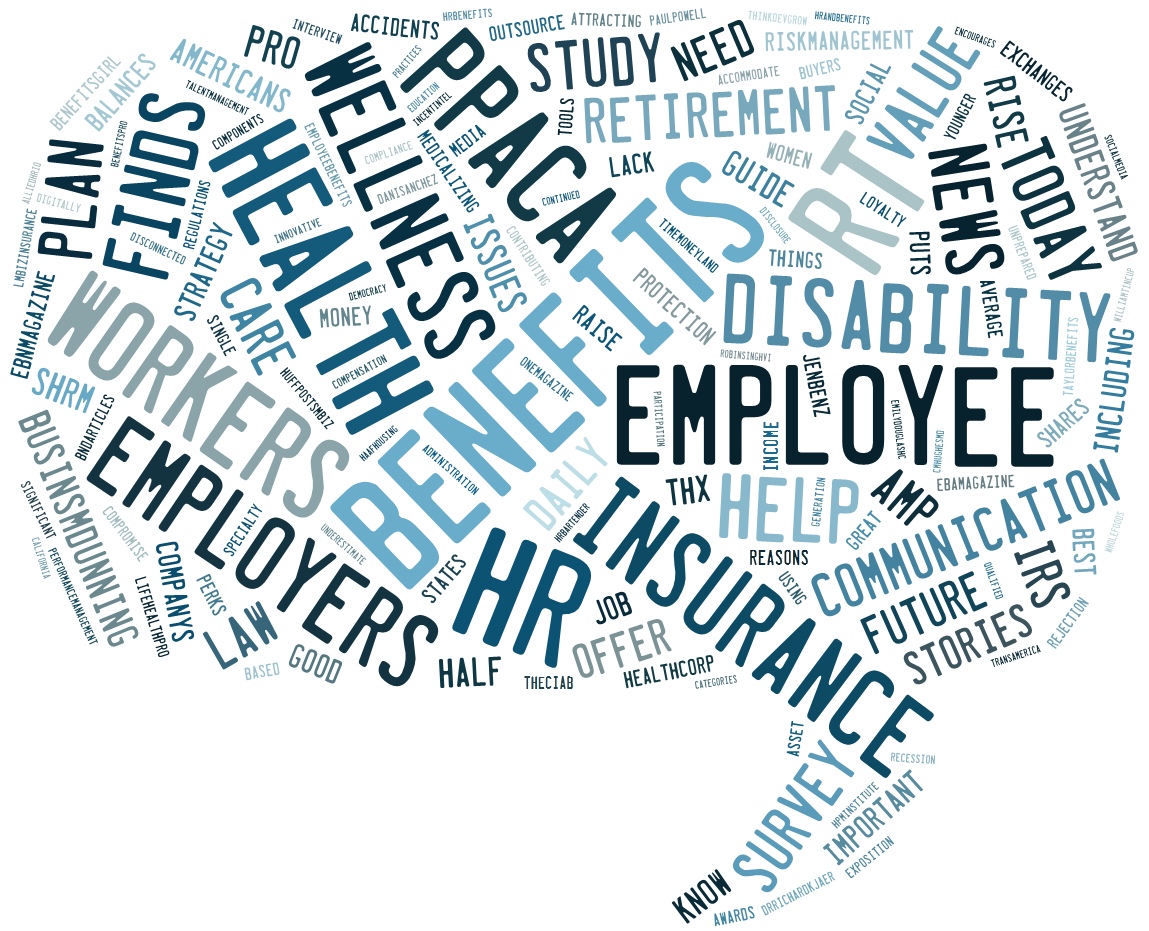 HRBENEFITS
THINKDEVGROW
HRANDBENEFITS
ACCIDENTS
OUTSOURCE
ATTRACTING
PAULPOWELL
INTERVIEW
PRO
PPACA
STUDY
NEED
RISKMANAGEMENT
ENCOURAGES
EXCHANGES
BENEFITSGIRL
BALANCES
AMERICANS
WELLNESS
PRACTICES
EDUCATION
INCENTINTEL
ACCOMMODATE
BUYERS
SOCIAL
VALUE
TALENTMANAGEMENT
TOOLS
RETIREMENT
YOUNGER
RISE
TODAY
UNDERSTAND
SOCIALMEDIA
FINDS
BENEFITSPRO
COMPONENTS
EMPLOYEEBENEFITS
COMPLIANCE
MEDIA
MEDICALIZING
LACK
GUIDE
WOMEN
RT
NEWS
PLAN
ALLIEDHRIO
DIGITALLY
HEALTH
DANISANCHEZ
CONTINUED
LOYALTY
LMBIZINSURANCE
DISCONNECTED
REGULATIONS
INNOVATIVE
ISSUES
CONTRIBUTING
BENEFITS
TIMEMONEYLAND
DISCLOSURE
THINGS
PUTS
UNPREPARED
WILLIAMTINCUP
EBNMAGAZINE
STRATEGY
CARE
DEMOCRACY
MONEY
PROTECTION
DISABILITY
AVERAGE
WORKERS
SINGLE
RAISE
ROBINSINGHVI
TAYLORBENEFITS
INCLUDING
SHRM
HUFFPOSTSMBIZ
COMPENSATION
ONEMAGAZINE
JENBENZ
EMPLOYEE
PARTICIPATION
EMILYDOUGLASHC
SHARES
BUSINSMDUNNING
BNDARTICLES
EMPLOYERS
HAAFHOUSING
ADMINISTRATION
DAILY
INCOME
CMHUGHESMO
EBAMAGAZINE
SIGNIFICANT
COMPROMISE
SPECIALTY
UNDERESTIMATE
HRBARTENDER
THX
HELP
GENERATION
GREAT
AMP
COMMUNICATION
BEST
WHOLEFOODS
CALIFORNIA
PERFORMANCEMANAGEMENT
COMPANYS
LIFEHEALTHPRO
PERKS
STATES
HR
INSURANCE
REASONS
USING
FUTURE
QUALIFIED
IRS
LAW
JOB
OFFER
STORIES
REJECTION
BASED
GOOD
HALF
THECIAB
HEALTHCORP
CATEGORIES
TRANSAMERICA
ASSET
SURVEY
RECESSION
HPMINSTITUTE
IMPORTANT
EXPOSITION
KNOW
AWARDS
DRRICHARDKJAER